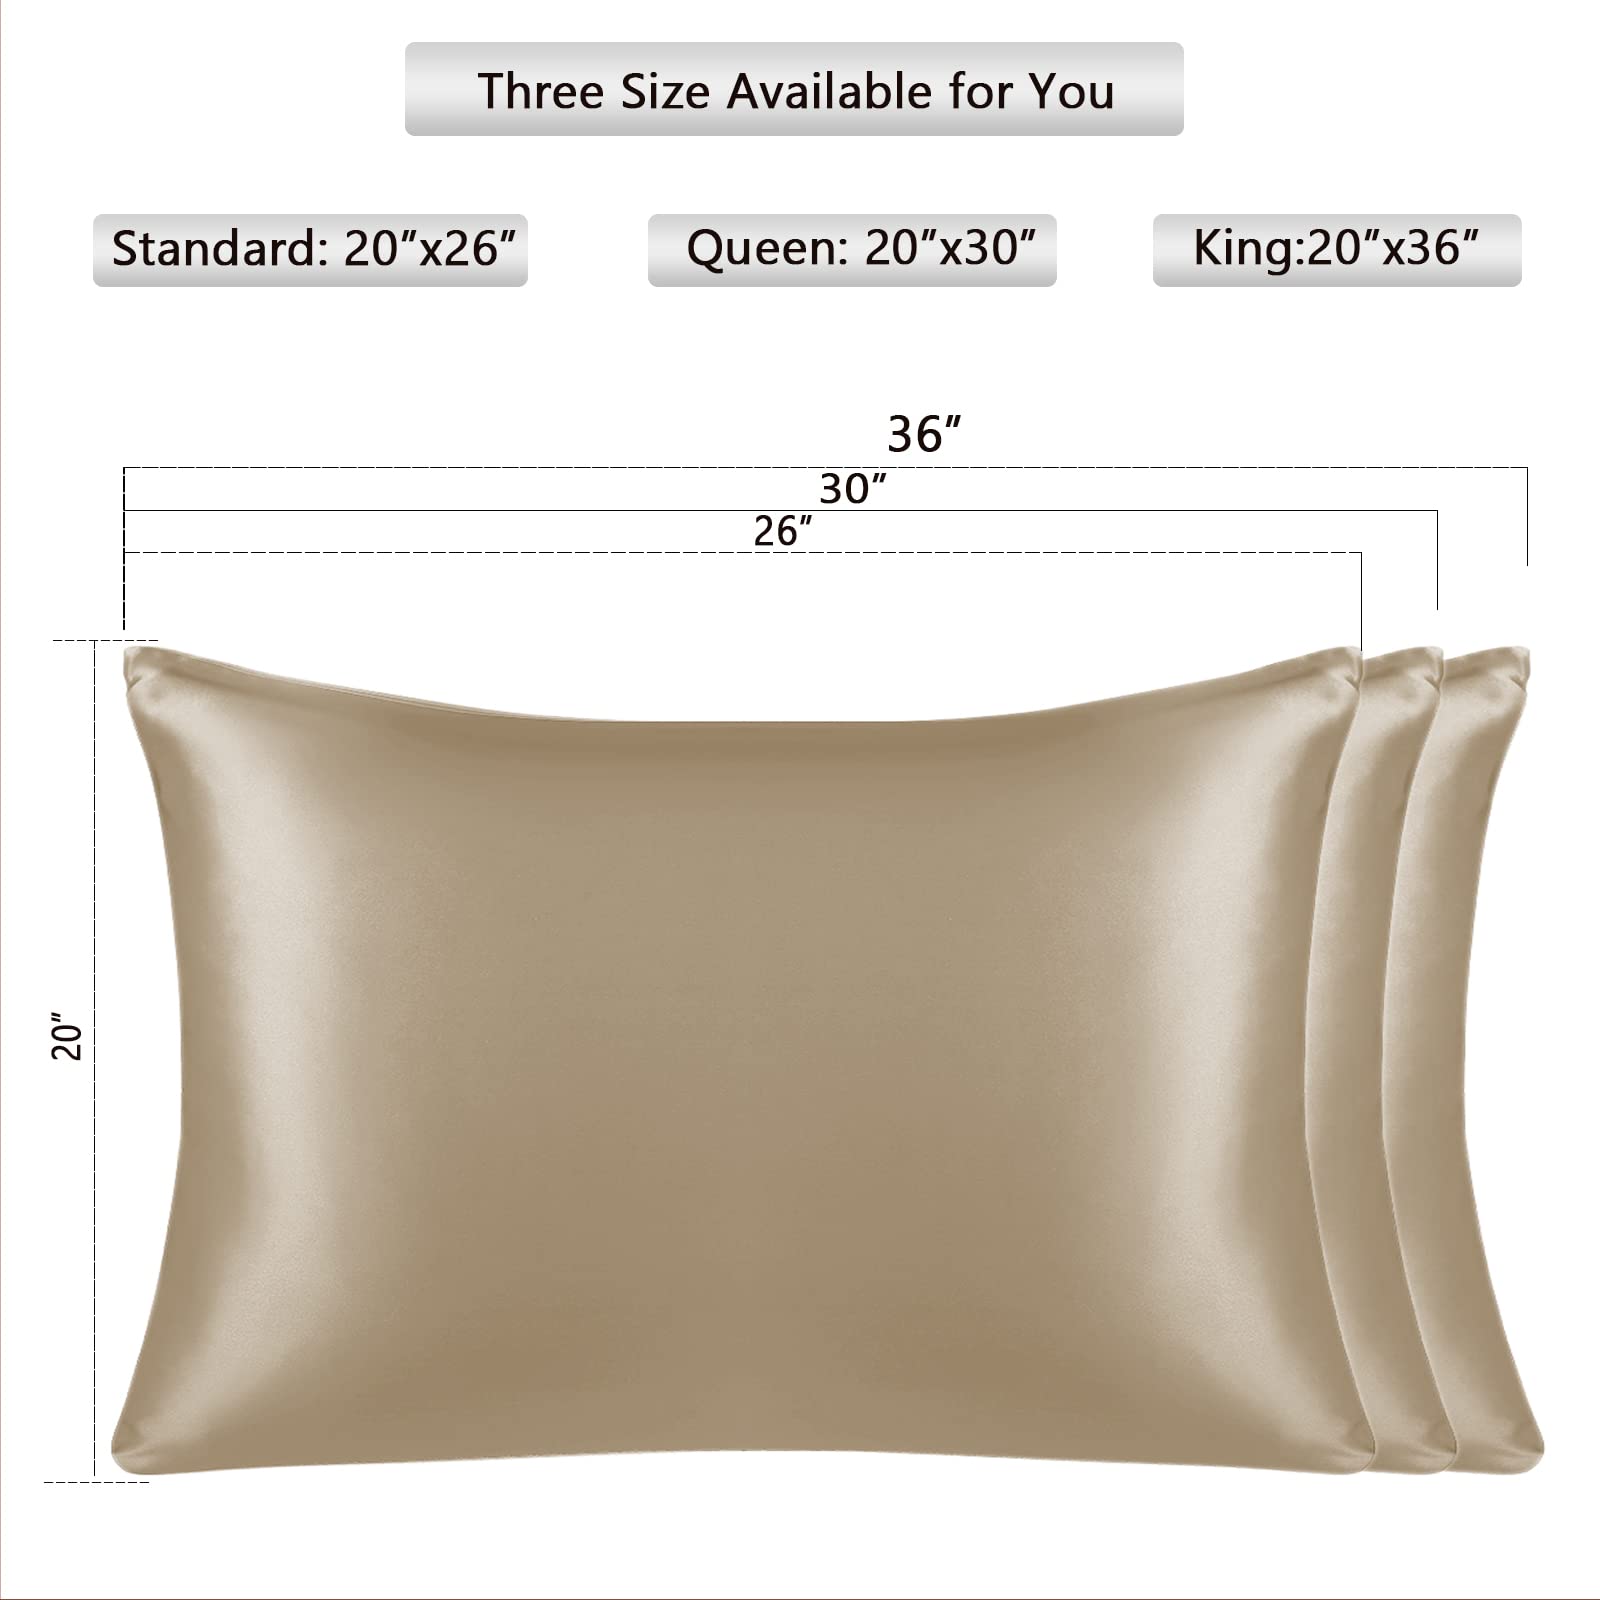 Three Size Available for You
Standard: 20”x26”
Queen: 20”x30”
King:20”x36”
36”
30”
26”
20”